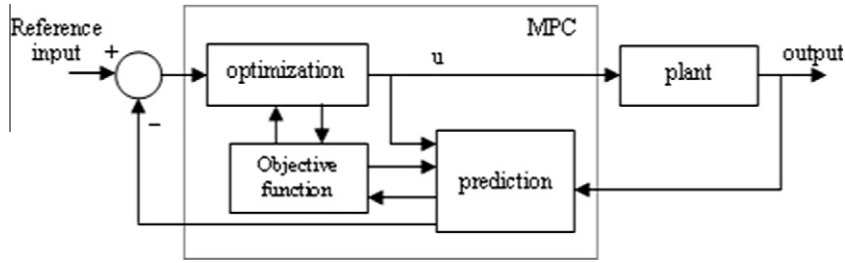 Reference
input
+
−
MPC
optimization
u
plant
output
Objective
function
prediction